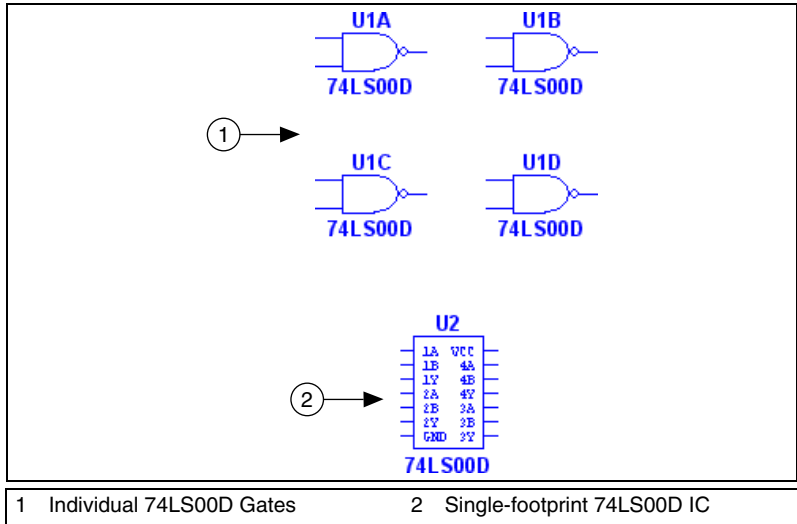 U1A U1B
74LS00D 74LS00D
1
U1C U1D
74LS00D 74LS00D
U2
1A VCC
1B 4A
1Y 4B
2A 4Y
2B 3A
2Y 3B
GND 3Y
2
74LS00D
1 Individual 74LS00D Gates 2 Single-footprint 74LS00D IC